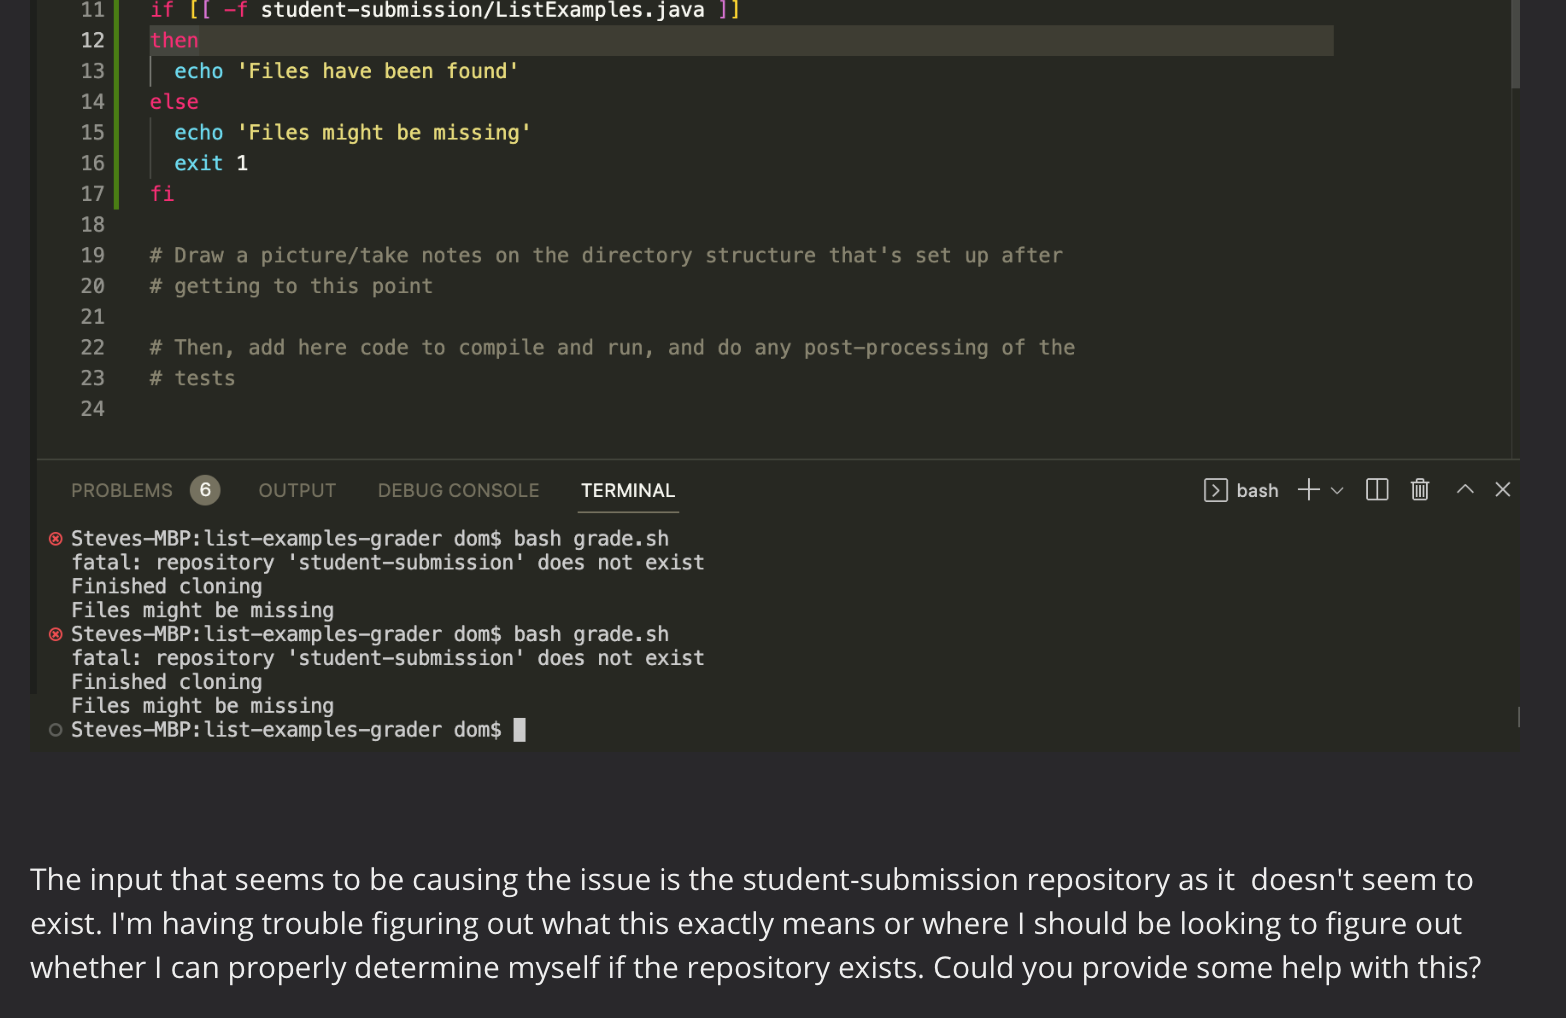 11 if [[ -f student-submission/ListExamples.java ]]
12 then
13 echo 'Files have been found'
14 else
15 echo 'Files might be missing'
16 exit 1
17 fi
18
19 # Draw a picture/take notes on the directory structure that's set up after
20 # getting to this point
21
22 # Then, add here code to compile and run, and do any post-processing of the
23 # tests
24
PROBLEMS 6 OUTPUT DEBUG CONSOLE TERMINAL bash
Steves-MBP:list-examples-grader dom$ bash grade.sh
fatal: repository 'student-submission' does not exist
Finished cloning
Files might be missing
Steves-MBP:list-examples-grader dom$ bash grade.sh
fatal: repository 'student-submission' does not exist
Finished cloning
Files might be missing
Steves-MBP:list-examples-grader dom$
The input that seems to be causing the issue is the student-submission repository as it  doesn't seem to
exist. I'm having trouble figuring out what this exactly means or where I should be looking to figure out
whether I can properly determine myself if the repository exists. Could you provide some help with this?